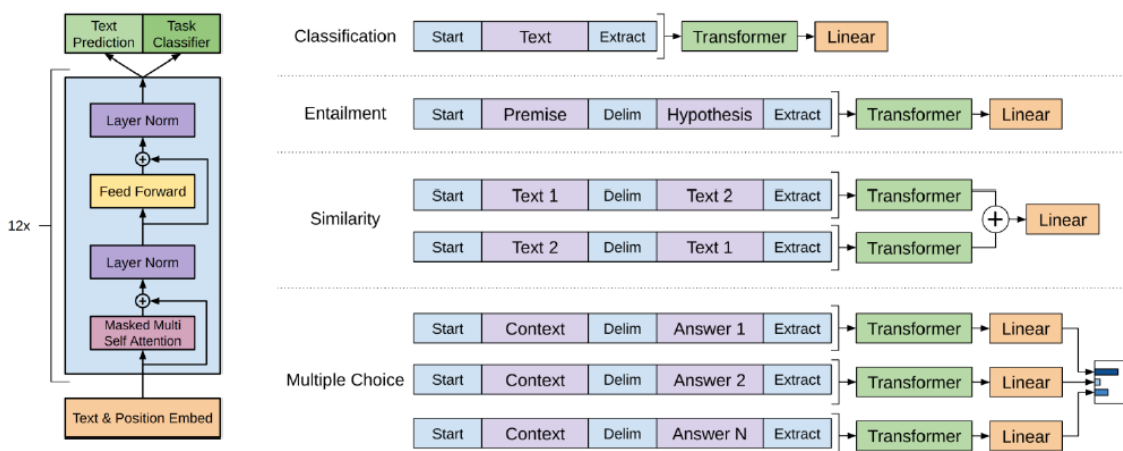 Text
Prediction
Task
Classifier
Layer Norm
+
Feed Forward
12x
Layer Norm
+
Masked Multi
Self Attention
Text & Position Embed
Classification
Start Text Extract Transformer Linear
Entailment
Start Premise Delim Hypothesis Extract Transformer Linear
Similarity
Start Text 1 Delim Text 2 Extract Transformer
+ Linear
Start Text 2 Delim Text 1 Extract Transformer
Multiple Choice
Start Context Delim Answer 1 Extract Transformer Linear
Start Context Delim Answer 2 Extract Transformer Linear
Start Context Delim Answer N Extract Transformer Linear